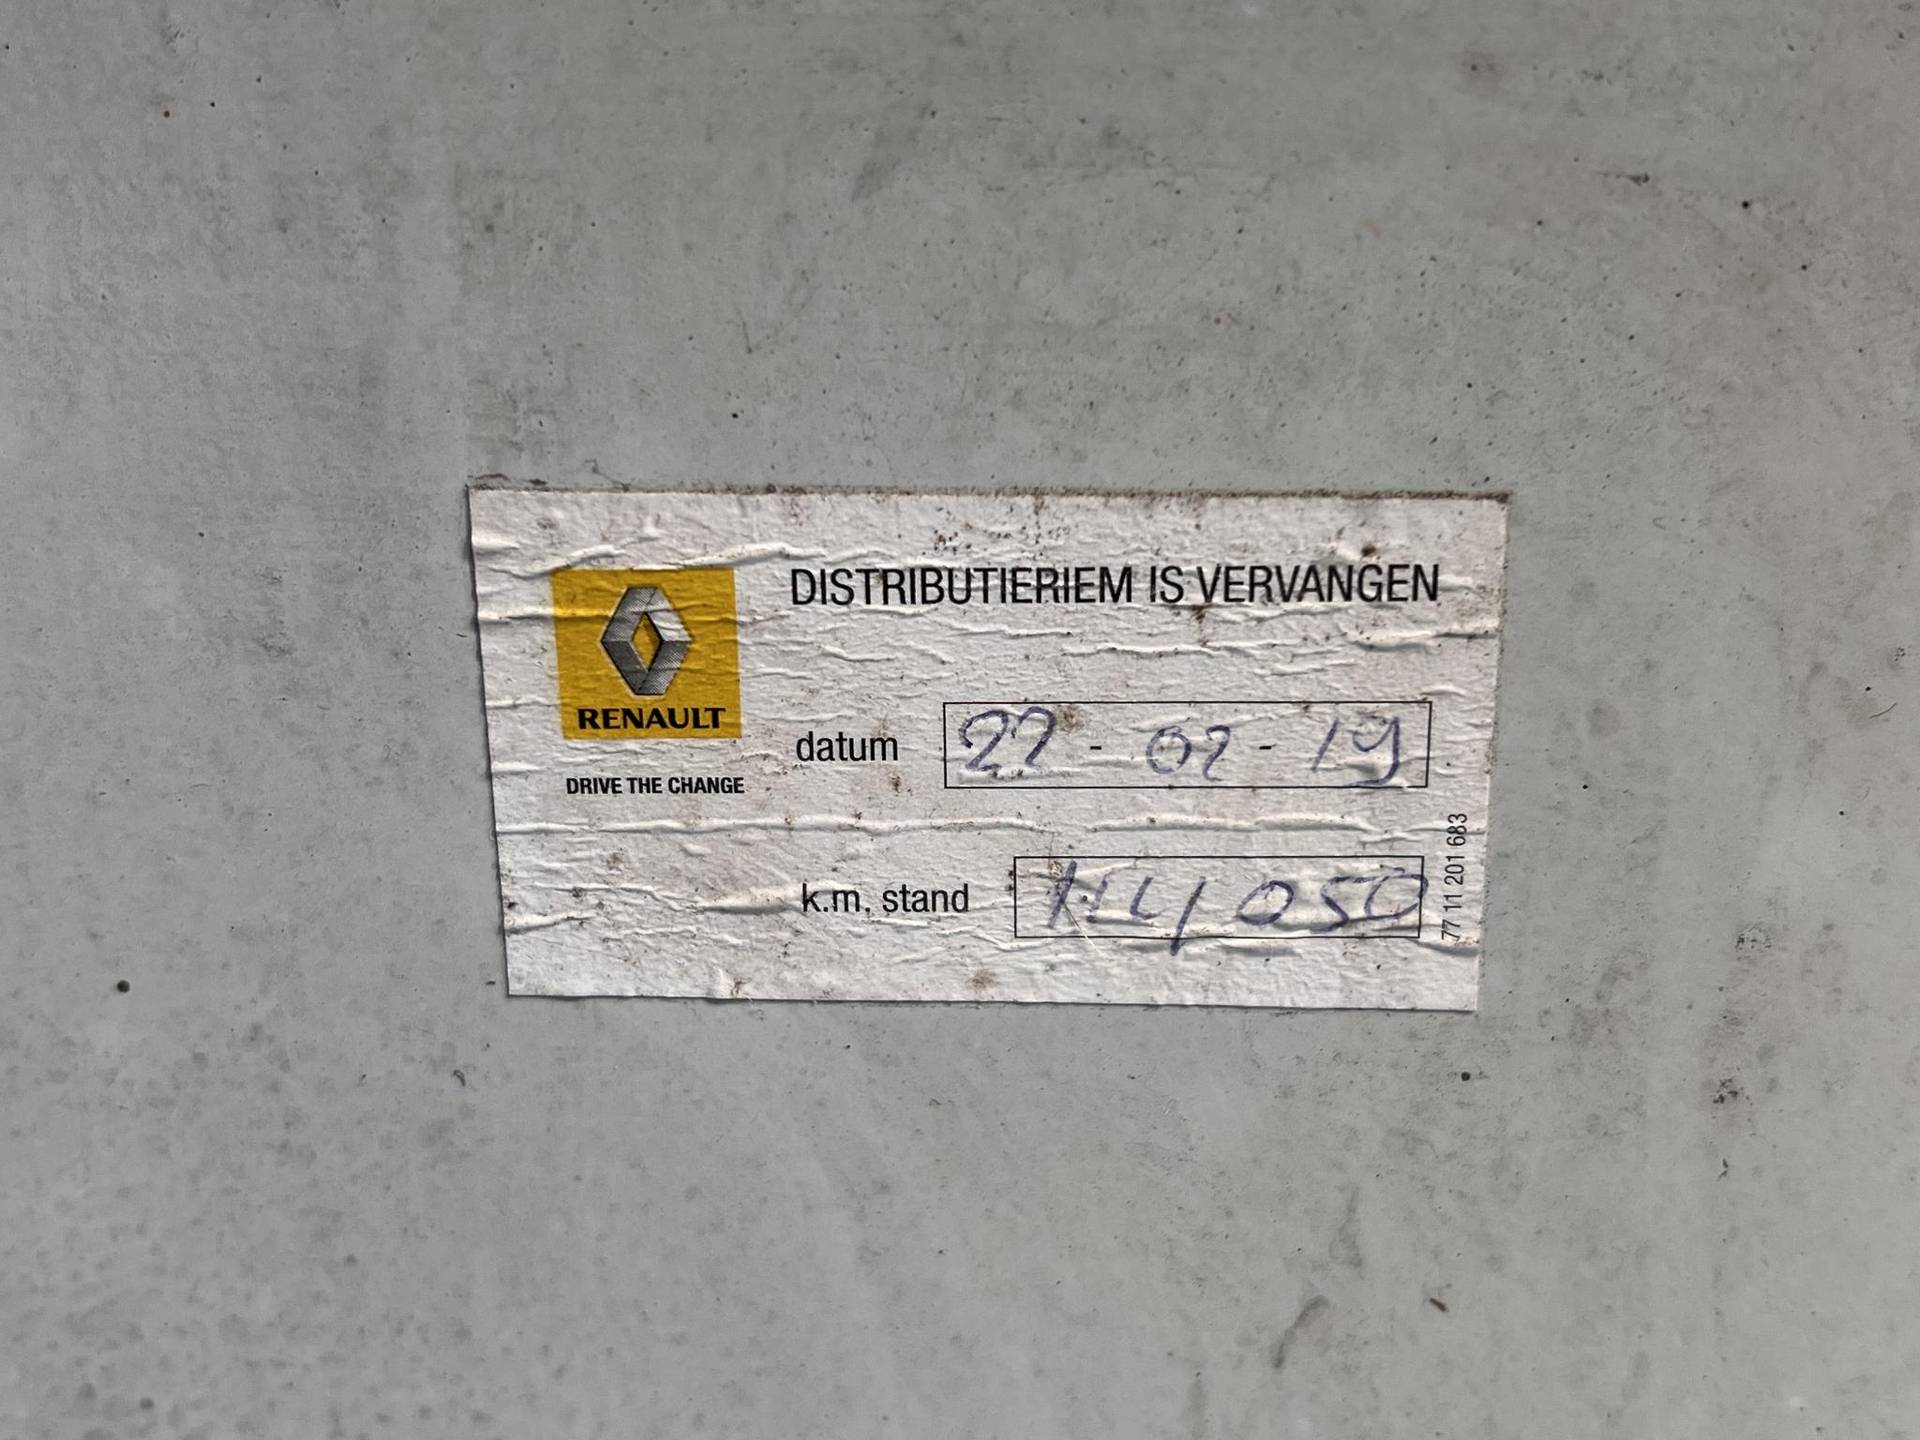 DISTRIBUTIERIEM IS VERVANGEN
RENAULT
DRIVE THE CHANGE
datum 22 - 02 - 19
k.m. stand 114050
77 11 201 683